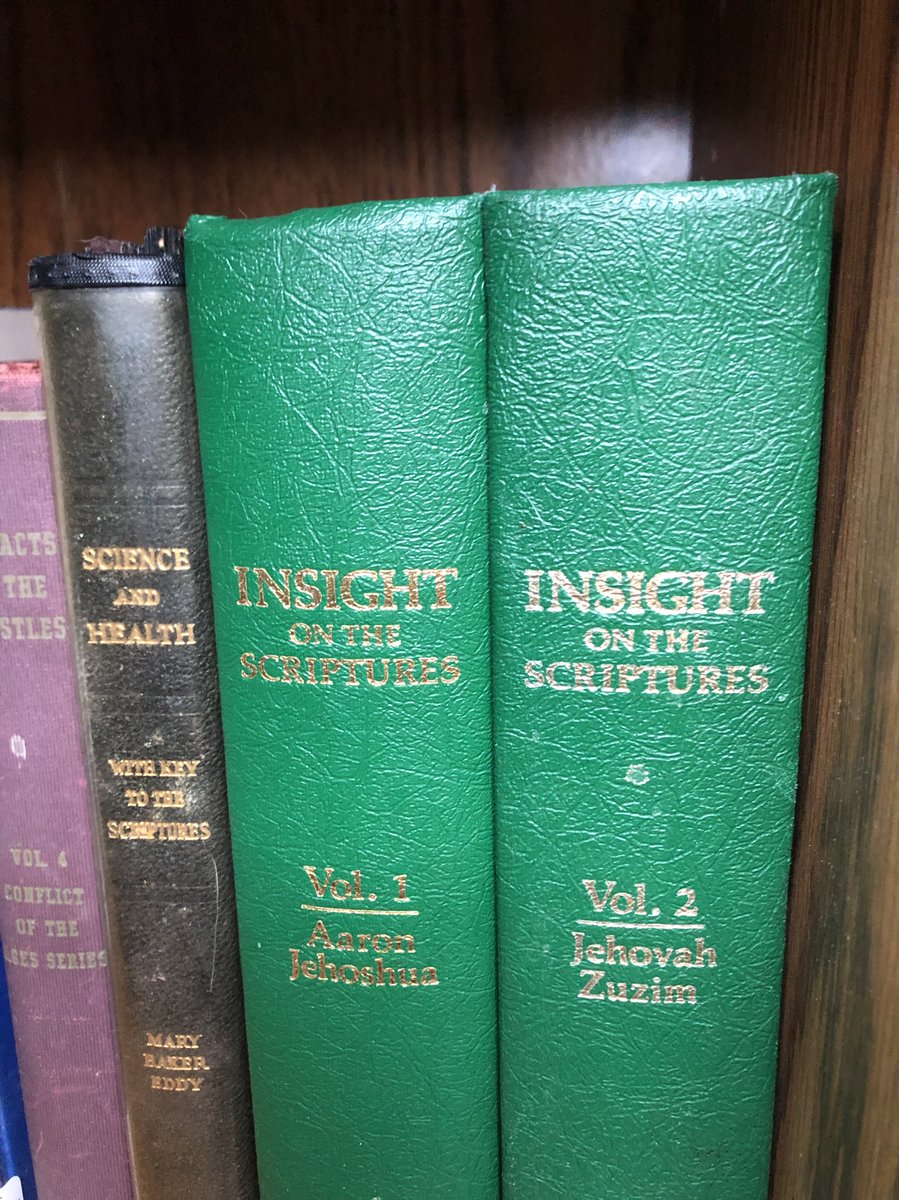 ACTS
THE
STLES
VOL. 4
CONFLICT
OF THE
AGES SERIES
SCIENCE
AND
HEALTH
WITH KEY
TO THE
SCRIPTURES
MARY
BAKER
EDDY
INSIGHT
ON THE
SCRIPTURES
Vol. 1
Aaron
Jehoshua
INSIGHT
ON THE
SCRIPTURES
Vol. 2
Jehovah
Zuzim